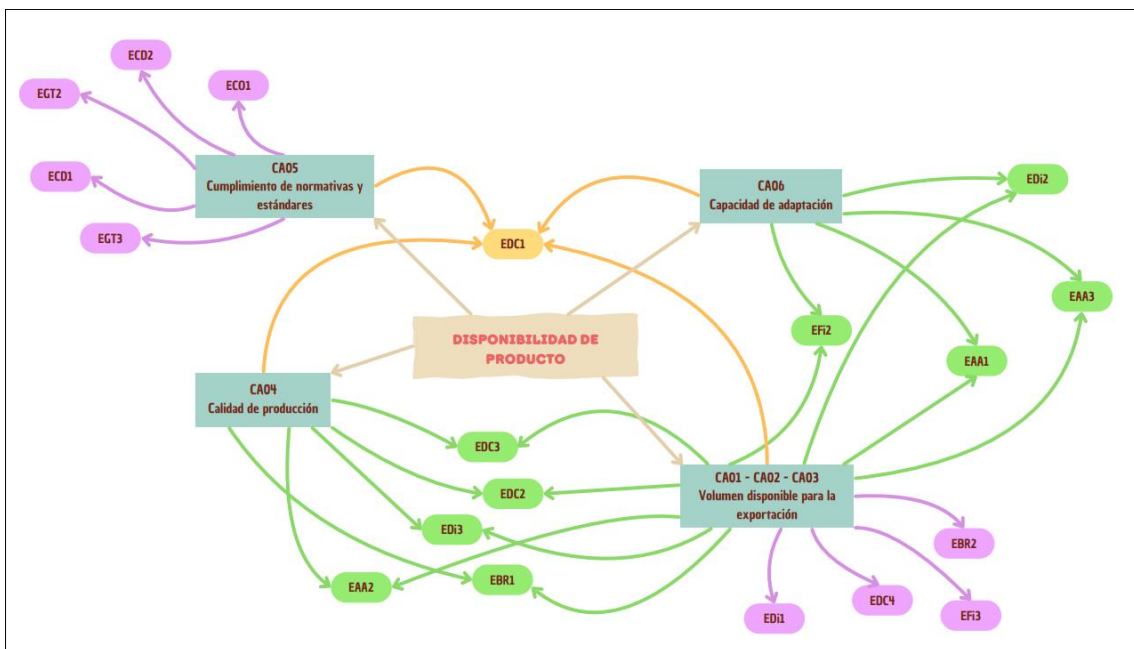 ECD2
ECO1
EGT2
CA05
Cumplimiento de normativas y
estándares
ECD1
EGT3
CA06
Capacidad de adaptación
EDi2
EDC1
EAA3
EFi2
DISPONIBILIDAD DE
PRODUCTO
EAA1
CA04
Calidad de producción
EDC3
EDC2
CA01 - CA02 - CA03
Volumen disponible para la
exportación
EDi3
EBR2
EBR1
EAA2
EDC4
EFi3
EDi1